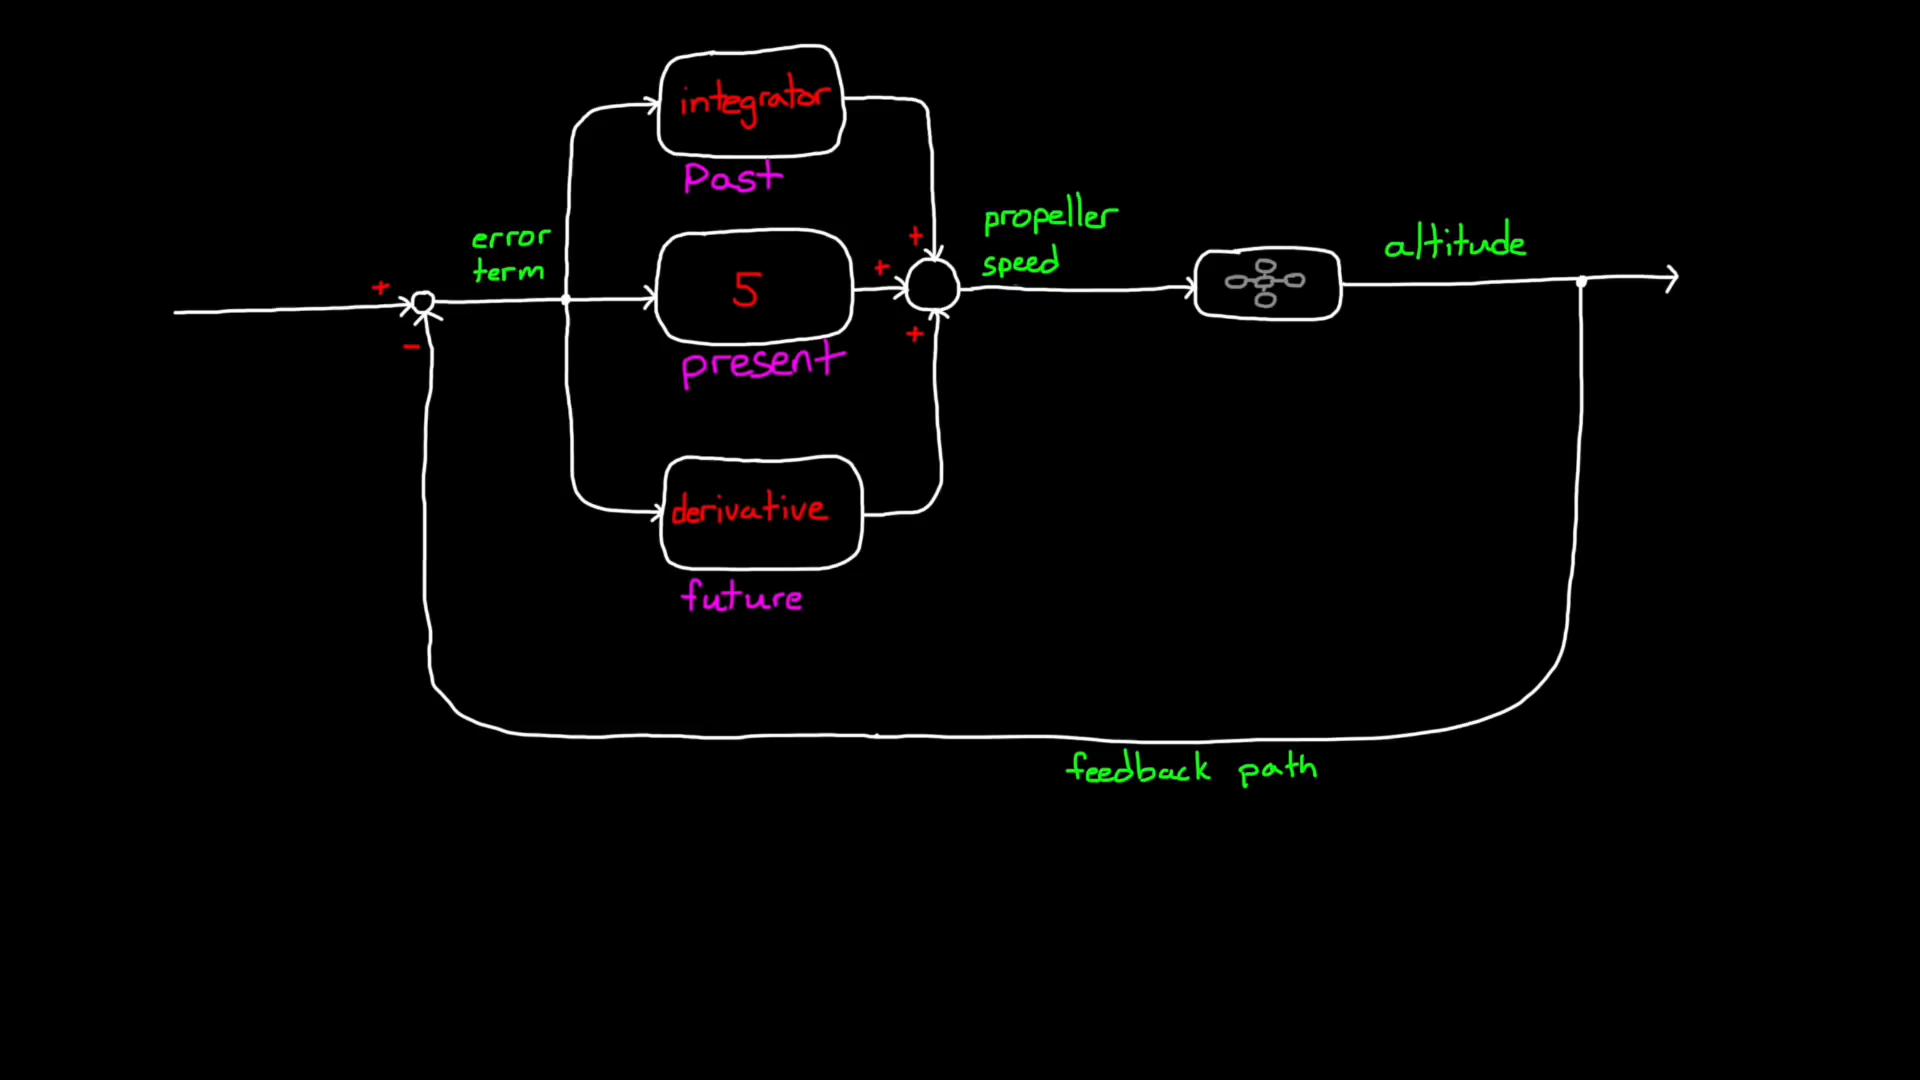 integrator
Past
error
term
+
-
5
present
+
+
+
propeller
speed
altitude
derivative
future
feedback path